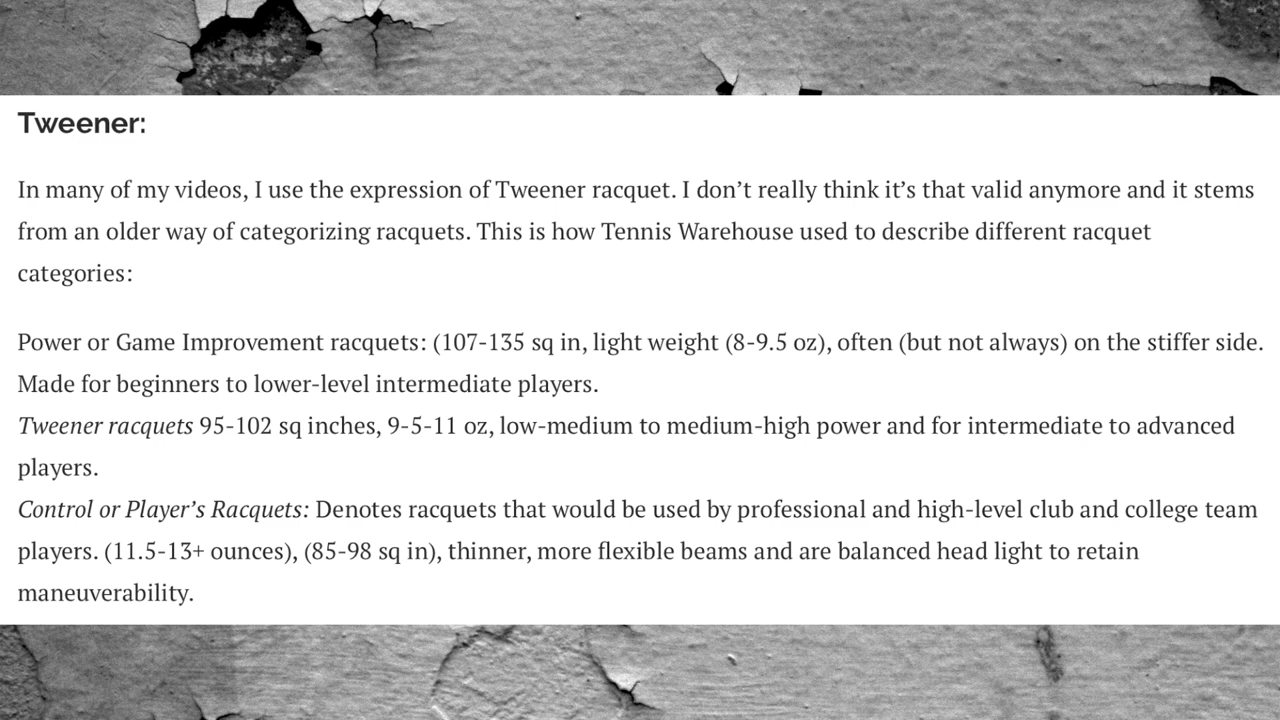 Tweener:
In many of my videos, I use the expression of Tweener racquet. I don’t really think it’s that valid anymore and it stems
from an older way of categorizing racquets. This is how Tennis Warehouse used to describe different racquet
categories:
Power or Game Improvement racquets: (107-135 sq in, light weight (8-9.5 oz), often (but not always) on the stiffer side.
Made for beginners to lower-level intermediate players.
Tweener racquets 95-102 sq inches, 9-5-11 oz, low-medium to medium-high power and for intermediate to advanced
players.
Control or Player’s Racquets: Denotes racquets that would be used by professional and high-level club and college team
players. (11.5-13+ ounces), (85-98 sq in), thinner, more flexible beams and are balanced head light to retain
maneuverability.